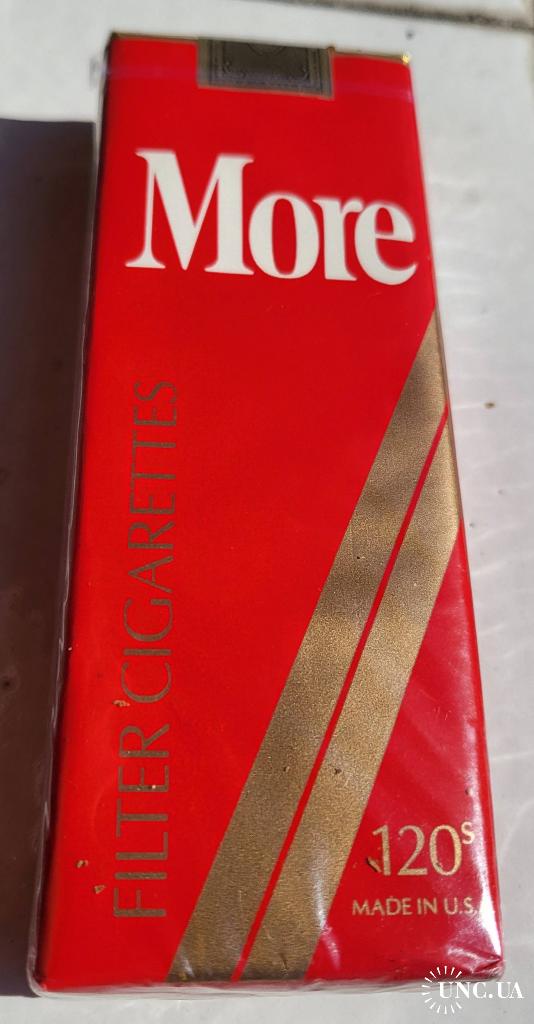 More
FILTER CIGARETTES
120s
MADE IN U.S.
UNC.UA